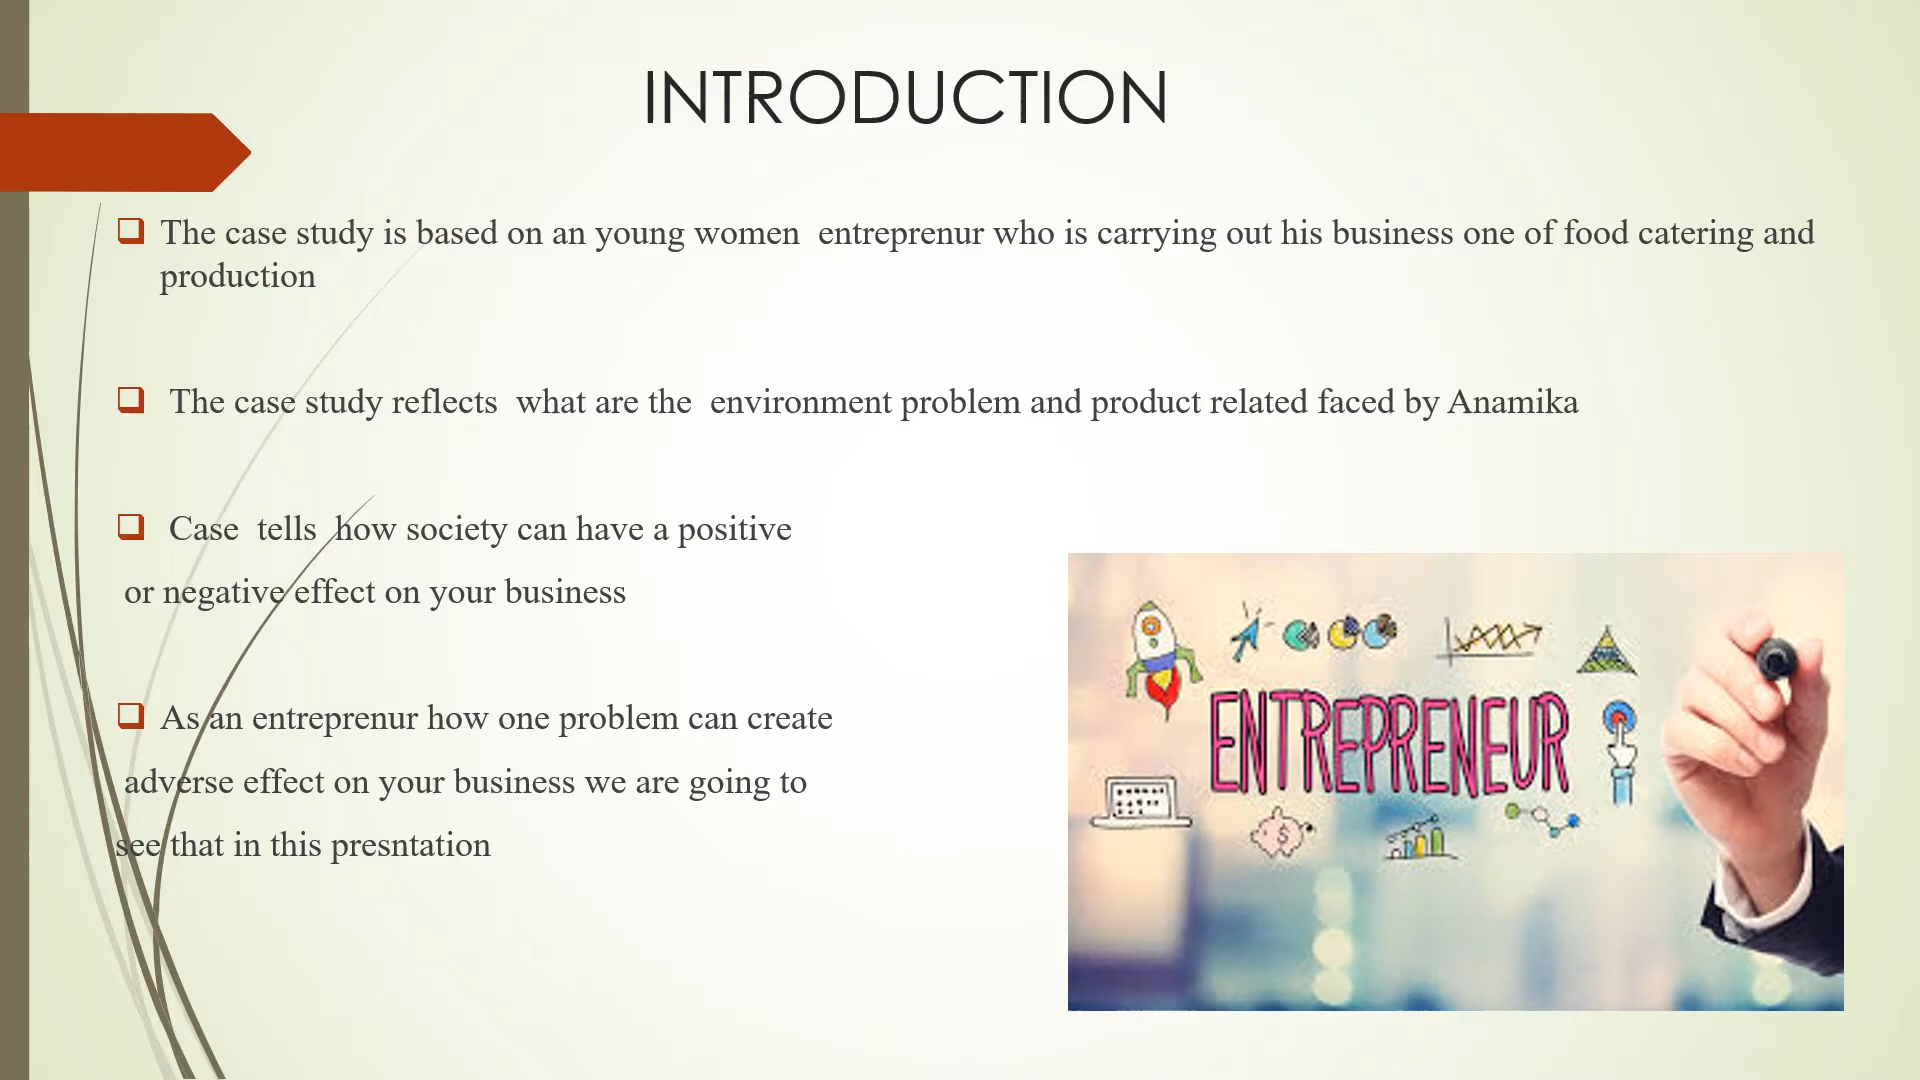 INTRODUCTION
The case study is based on an young women  entreprenur who is carrying out his business one of food catering and
production
The case study reflects  what are the  environment problem and product related faced by Anamika
Case  tells  how society can have a positive
or negative effect on your business
As an entreprenur how one problem can create
adverse effect on your business we are going to
see that in this presntation
ENTREPRENEUR